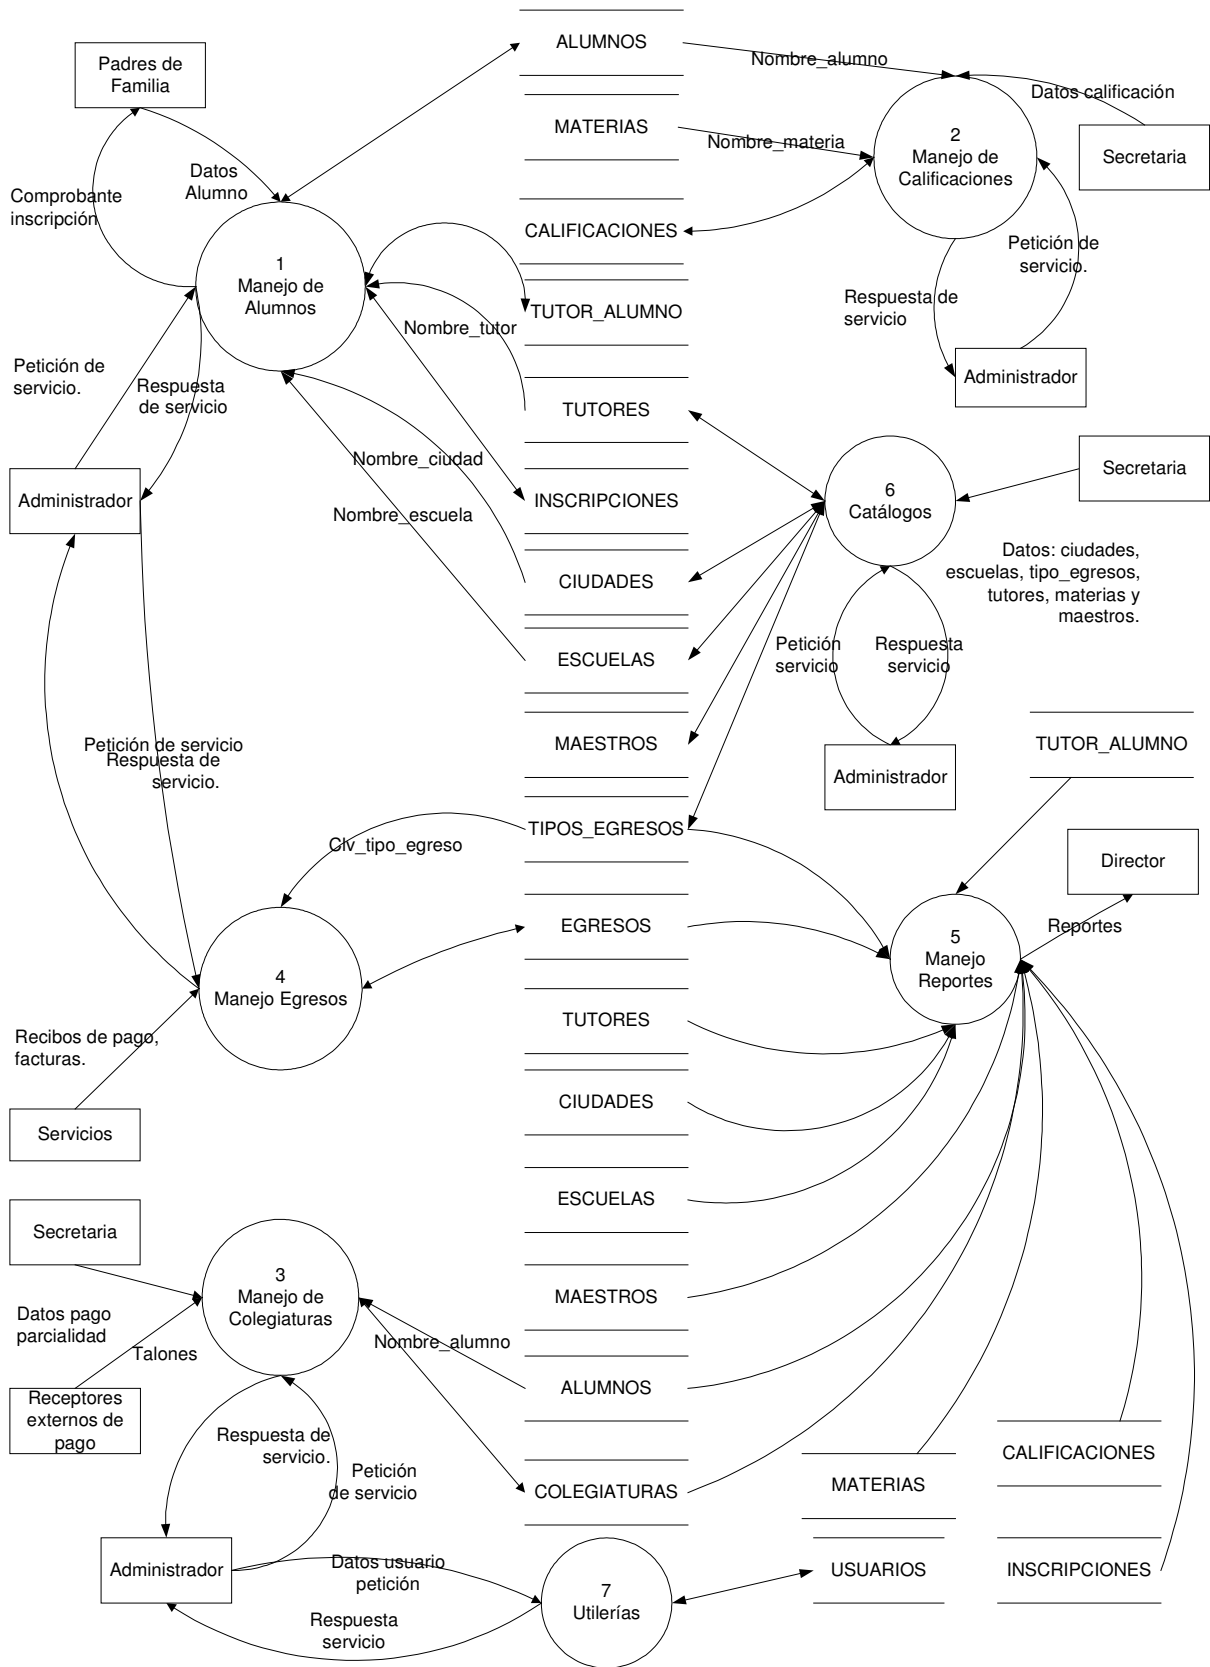 ALUMNOS
Padres de
Familia
Nombre_alumno
Datos calificación
MATERIAS
Nombre_materia
2
Manejo de
Calificaciones
Secretaria
Datos
Alumno
Comprobante
inscripción
CALIFICACIONES
Petición de
servicio.
1
Manejo de
Alumnos
Respuesta de
servicio
TUTOR_ALUMNO
Nombre_tutor
Petición de
servicio.
Respuesta
de servicio
Administrador
TUTORES
Nombre_ciudad
Secretaria
Administrador
INSCRIPCIONES
6
Catálogos
Nombre_escuela
Datos: ciudades,
escuelas, tipo_egresos,
tutores, materias y
maestros.
CIUDADES
ESCUELAS
Petición
servicio
Respuesta
servicio
MAESTROS
TUTOR_ALUMNO
Petición de servicio
Respuesta de
servicio.
Administrador
TIPOS_EGRESOS
Clv_tipo_egreso
Director
EGRESOS
Reportes
5
Manejo
Reportes
4
Manejo Egresos
TUTORES
Recibos de pago,
facturas.
CIUDADES
Servicios
ESCUELAS
Secretaria
3
Manejo de
Colegiaturas
MAESTROS
Datos pago
parcialidad
Talones
Nombre_alumno
ALUMNOS
Receptores
externos de
pago
Respuesta de
servicio.
Petición
de servicio
CALIFICACIONES
COLEGIATURAS
MATERIAS
Administrador
Datos usuario
petición
7
Utilerías
USUARIOS
INSCRIPCIONES
Respuesta
servicio